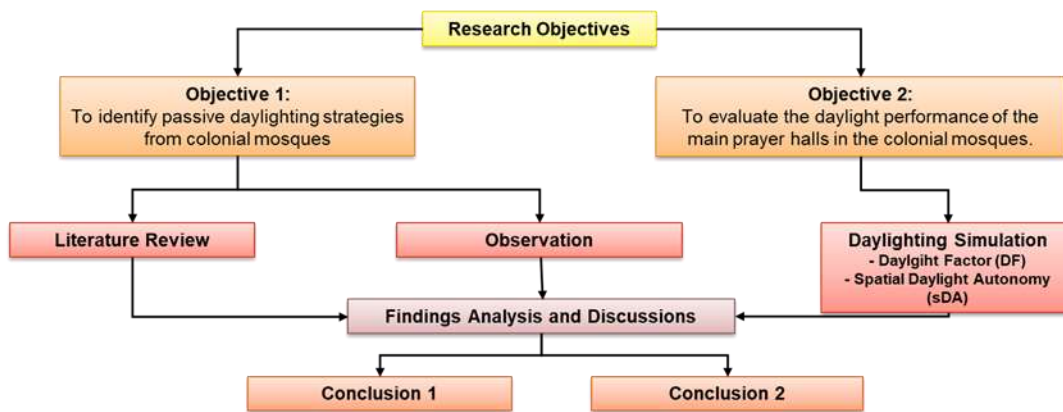 Research Objectives
Objective 1:
To identify passive daylighting strategies
from colonial mosques
Objective 2:
To evaluate the daylight performance of the
main prayer halls in the colonial mosques.
Literature Review
Observation
Daylighting Simulation
- Daylgiht Factor (DF)
- Spatial Daylight Autonomy
(sDA)
Findings Analysis and Discussions
Conclusion 1
Conclusion 2